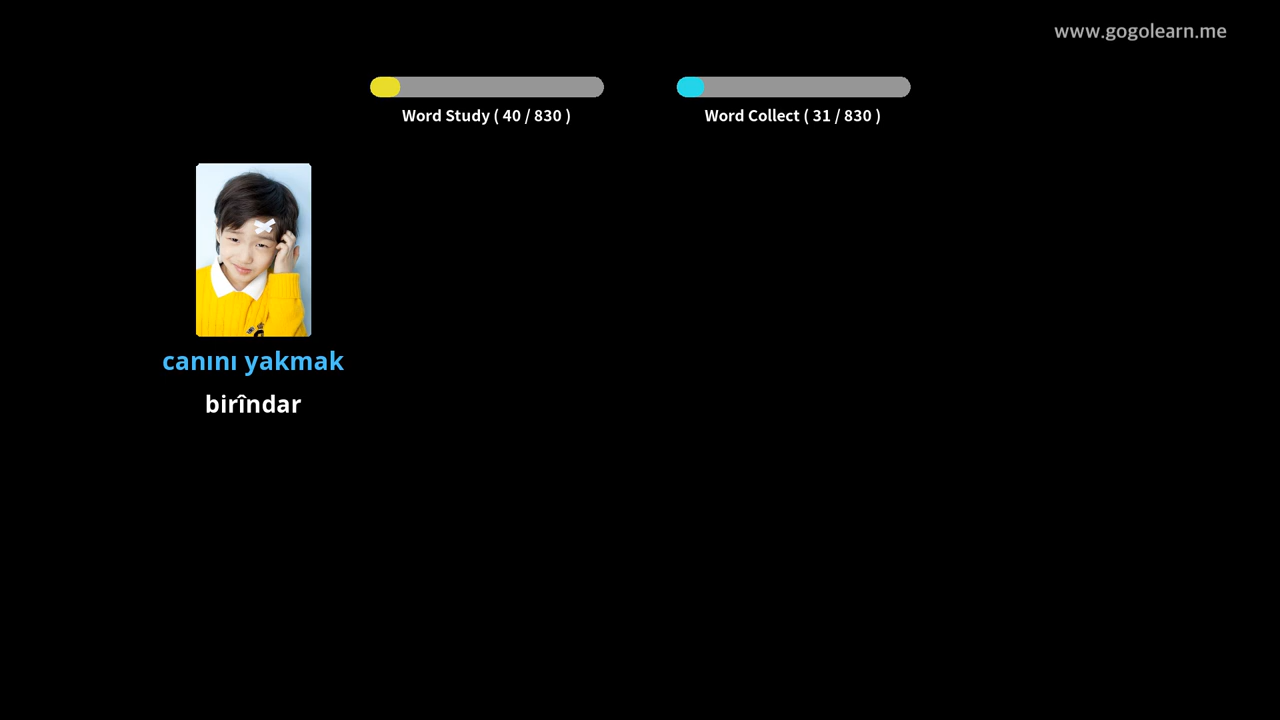 www.gogolearn.me
Word Study ( 40 / 830 )
Word Collect ( 31 / 830 )
canını yakmak
birîndar